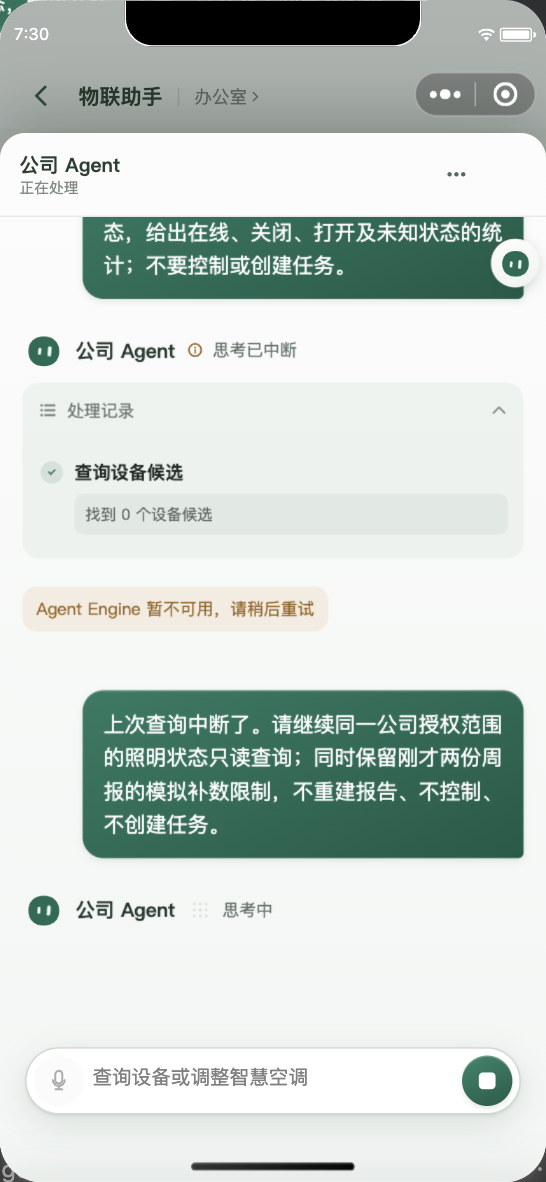 7:30
物联助手
办公室
公司 Agent
正在处理
态，给出在线、关闭、打开及未知状态的统
计；不要控制或创建任务。
公司 Agent 思考已中断
处理记录
查询设备候选
找到 0 个设备候选
Agent Engine 暂不可用，请稍后重试
上次查询中断了。请继续同一公司授权范围
的照明状态只读查询；同时保留刚才两份周
报的模拟补数限制，不重建报告、不控制、
不创建任务。
公司 Agent 思考中
查询设备或调整智慧空调